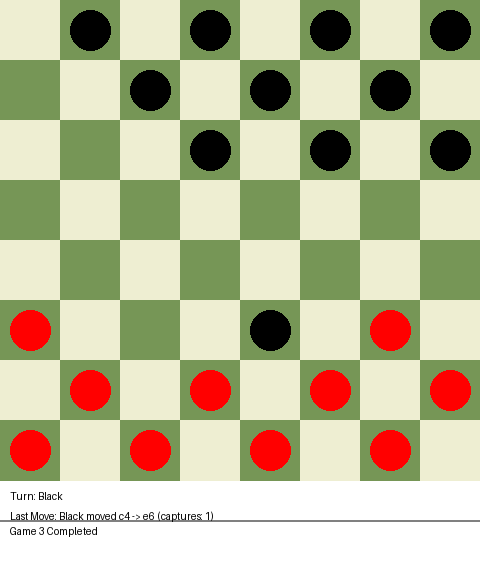 Turn: Black
Last Move: Black moved c4 -> e6 (captures: 1)
Game 3 Completed